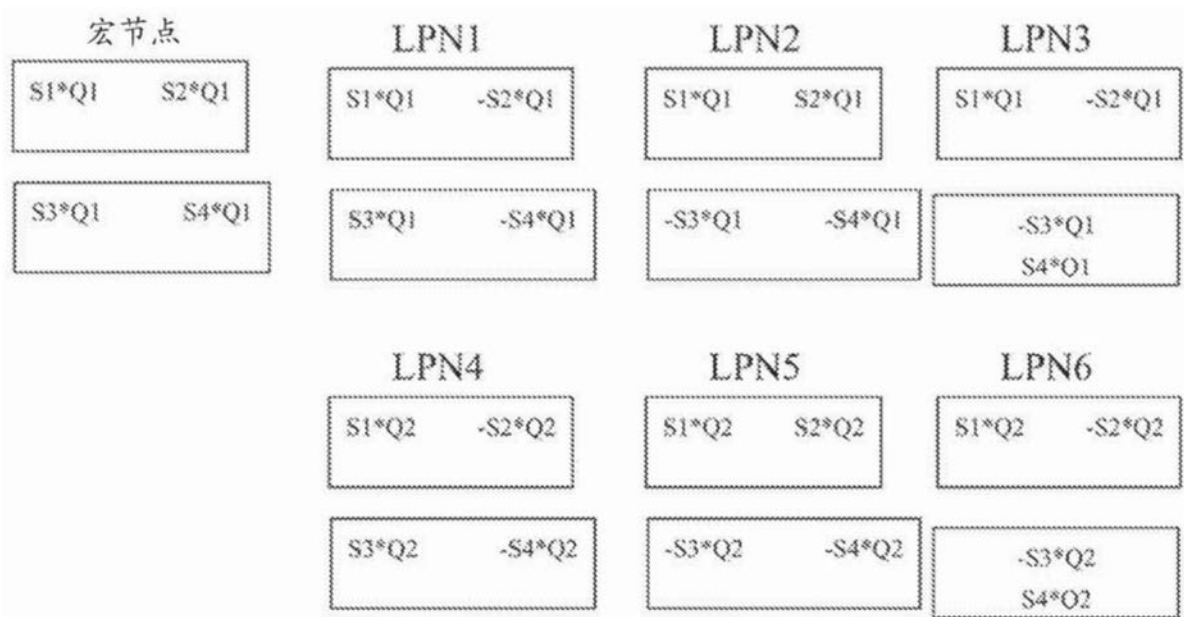 宏节点 LPN1 LPN2 LPN3
S1*Q1 S2*Q1 S1*Q1 -S2*Q1 S1*Q1 S2*Q1 S1*Q1 -S2*Q1
S3*Q1 S4*Q1 S3*Q1 -S4*Q1 -S3*Q1 -S4*Q1 -S3*Q1
S4*O1
LPN4 LPN5 LPN6
S1*Q2 -S2*Q2 S1*Q2 S2*Q2 S1*Q2 -S2*Q2
S3*Q2 -S4*Q2 -S3*Q2 -S4*Q2 -S3*Q2
S4*O2